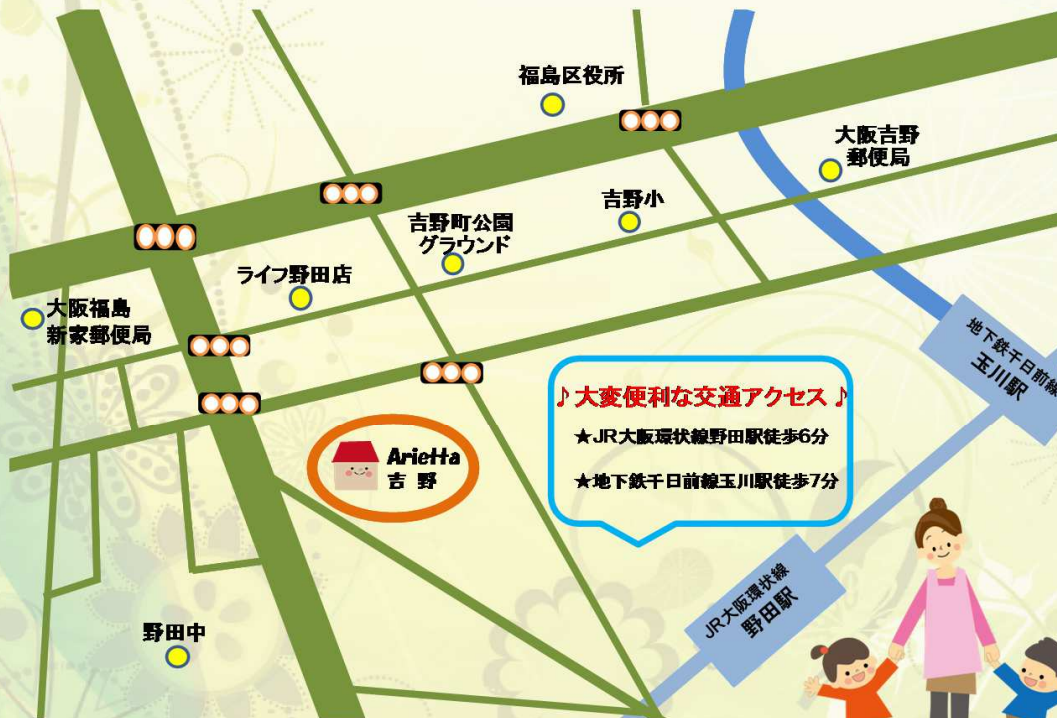 福島区役所
大阪吉野
郵便局
吉野小
吉野町公園
グラウンド
ライフ野田店
大阪福島
新家郵便局
地下鉄千日前線
玉川駅
♪大変便利な交通アクセス♪
★JR大阪環状線野田駅徒歩6分
★地下鉄千日前線玉川駅徒歩7分
Arietta
吉野
JR大阪環状線
野田駅
野田中